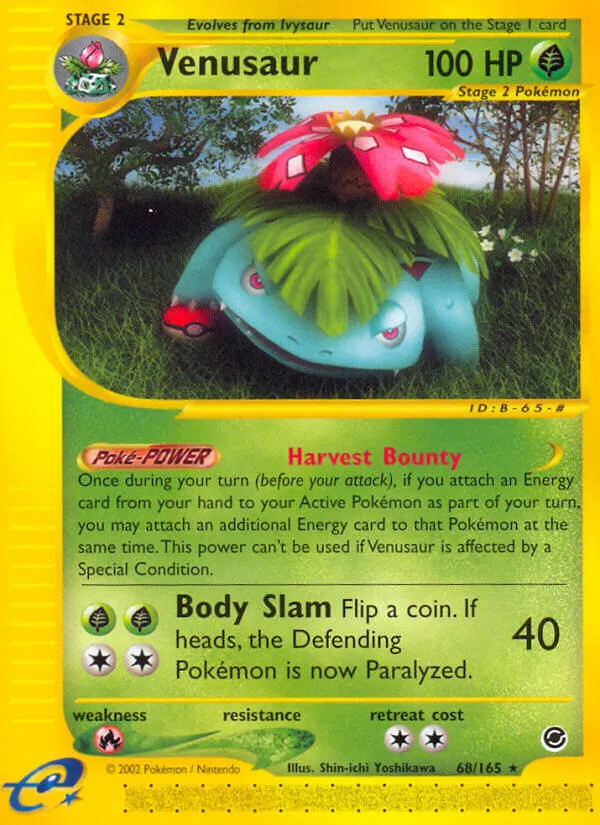 STAGE 2
Evolves from Ivysaur Put Venusaur on the Stage 1 card
Venusaur 100 HP
Stage 2 Pokémon
ID:B-65-#
Poké-POWER Harvest Bounty
Once during your turn (before your attack), if you attach an Energy
card from your hand to your Active Pokémon as part of your turn,
you may attach an additional Energy card to that Pokémon at the
same time. This power can't be used if Venusaur is affected by a
Special Condition.
Body Slam Flip a coin. If
heads, the Defending 40
Pokémon is now Paralyzed.
weakness resistance retreat cost
© 2002 Pokémon / Nintendo Illus. Shin-ichi Yoshikawa 68/165 ★
e